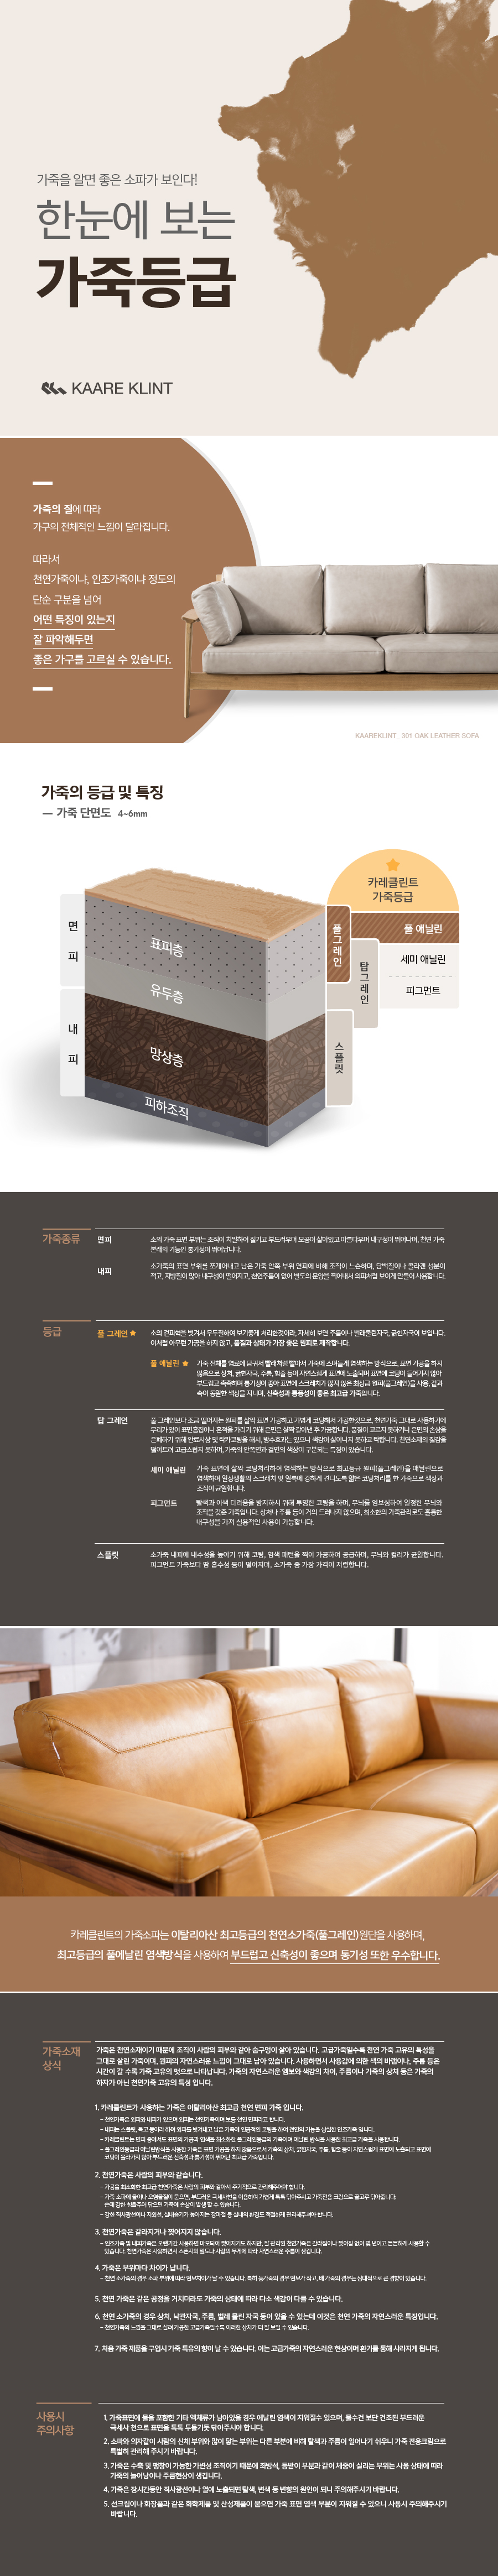 가죽을 알면 좋은 소파가 보인다!
한눈에 보는
가죽등급
KAARE KLINT
가죽의 질에 따라
가구의 전체적인 느낌이 달라집니다.
따라서
천연가죽이냐, 인조가죽이냐 정도의
단순 구분을 넘어
어떤 특징이 있는지
잘 파악해두면
좋은 가구를 고르실 수 있습니다.
KAAREKLINT_ 301 OAK LEATHER SOFA
가죽의 등급 및 특징
가죽 단면도 4~6mm
면피
내피
표피층
유두층
망상층
피하조직
카레클린트
가죽등급
풀그레인
탑그레인
스플릿
풀 애닐린
세미 애닐린
피그먼트
가죽종류
면피
소의 가죽 표면 부위는 조직이 치밀하여 질기고 부드러우며 모공이 살아있고 아름다우며 내구성이 뛰어나며, 천연 가죽
본래의 기능인 통기성이 뛰어납니다.
내피
소가죽의 표면 부위를 쪼개어내고 남은 가죽 안쪽 부위 면피에 비해 조직이 느슨하며, 담백질이나 콜라겐 성분이
적고, 지방질이 많아 내구성이 떨어지고, 천연주름이 없어 별도의 문양을 찍어내서 외피처럼 보이게 만들어 사용합니다.
등급
풀 그레인
소의 겉피혁을 벗겨서 무두질하여 보기좋게 처리한것이라, 자세히 보면 주름이나 벌레물린자국, 긁힌자국이 보입니다.
이처럼 아무런 가공을 하지 않고, 품질과 상태가 가장 좋은 원피로 제작합니다.
풀 애닐린
가죽 전체를 염료에 담궈서 빨래처럼 빨아서 가죽에 스며들게 염색하는 방식으로, 표면 가공을 하지
않음으로 상처, 긁힌자국, 주름, 힘줄 등이 자연스럽게 표면에 노출되며 표면에 코팅이 들어가지 않아
부드럽고 촉촉하며 통기성이 좋아 표면에 스크래치가 많지 않은 최상급 원피(풀그레인)을 사용, 겉과
속이 동일한 색상을 지니며, 신축성과 통풍성이 좋은 최고급 가죽입니다.
탑 그레인
풀 그레인보다 조금 떨어지는 원피를 살짝 표면 가공하고 가볍게 코팅해서 가공한것으로, 천연가죽 그대로 사용하기에
무리가 있어 표면흠집이나 흔적을 가리기 위해 은면은 살짝 갈아낸 후 가공합니다. 품질이 고르지 못하거나 은면의 손상을
은폐하기 위해 안료사상 및 락카코팅을 해서, 방수효과는 있으나 색감이 살아나지 못하고 딱합니다. 천연소재의 질감을
떨어트려 고급스럽지 못하며, 가죽의 안쪽면과 겉면의 색상이 구분되는 특징이 있습니다.
세미 애닐린
가죽 표면에 살짝 코팅처리하여 염색하는 방식으로 최고등급 원피(풀그레인)을 애닐린으로
염색하여 일상생활의 스크래치 및 얼룩에 강하게 견디도록 얇은 코팅처리를 한 가죽으로 색상과
조직이 균일합니다.
피그먼트
탈색과 이색 더러움을 방지하지 위해 투명한 코팅을 하며, 무늬를 엠보싱하여 일정한 무늬와
조직을 갖춘 가죽입니다. 상처나 주름 등이 거의 드러나지 않으며, 최소한의 가죽관리로도 훌륭한
내구성을 가져 실용적인 사용이 가능합니다.
스플릿
소가죽 내피에 내수성을 높이기 위해 코팅, 염색 패턴을 찍어 가공하여 공급하며, 무늬와 컬러가 균일합니다.
피그먼트 가죽보다 땀 흡수성 등이 떨어지며, 소가죽 중 가장 가격이 저렴합니다.
카레클린트의 가죽소파는 이탈리아산 최고등급의 천연소가죽(풀그레인)원단을 사용하며,
최고등급의 풀에날린 염색방식을 사용하여 부드럽고 신축성이 좋으며 통기성 또한 우수합니다.
가죽소재
상식
가죽은 천연소재이기 때문에 조직이 사람의 피부와 같아 숨구멍이 살아 있습니다. 고급가죽일수록 천연 가죽 고유의 특성을
그대로 살린 가죽이며, 원피의 자연스러운 느낌이 그대로 남아 있습니다. 사용하면서 사용감에 의한 색의 바램이나, 주름 등은
시간이 갈 수록 가죽 고유의 멋으로 나타납니다. 가죽의 자연스러운 엠보와 색감의 차이, 주름이나 가죽의 상처 등은 가죽의
하자가 아닌 천연가죽 고유의 특성 입니다.
1. 카레클린트가 사용하는 가죽은 이탈리아산 최고급 천연 면피 가죽 입니다.
- 천연가죽은 외피와 내피가 있으며 외피는 천연가죽이며 보통 천연 면피라고 합니다.
- 내피는 스플릿, 독고 등이라 하며 외피를 벗겨내고 남은 가죽에 인공적인 코팅을 하여 천연의 기능을 상실한 인조가죽 입니다.
- 카레클린트는 면피 중에서도 표면의 가공과 염색을 최소화한 풀그레인등급의 가죽이며 애닐린 방식을 사용한 최고급 가죽을 사용합니다.
- 풀그레인등급과 애닐린방식을 사용한 가죽은 표면 가공을 하지 않음으로서 가죽의 상처, 긁힌자국, 주름, 힘줄 등이 자연스럽게 표면에 노출되고 표면에
코팅이 올라가지 않아 부드러운 신축성과 통기성이 뛰어난 최고급 가죽입니다.
2. 천연가죽은 사람의 피부와 같습니다.
- 가공을 최소화한 최고급 천연가죽은 사람의 피부와 같아서 주기적으로 관리해주어야 합니다.
- 가죽 소파에 물이나 오염물질이 묻으면, 부드러운 극세사천을 이용하여 가볍게 톡톡 닦아주시고 가죽전용 크림으로 골고루 닦아줍니다.
손에 강한 힘을주어 닦으면 가죽에 손상이 발생 할 수 있습니다.
- 강한 직사광선이나 자외선, 실내습기가 높아지는 장마철 등 실내의 환경도 적절하게 관리해주셔야 합니다.
3. 천연가죽은 갈라지거나 찢어지지 않습니다.
- 인조가죽 및 내피가죽은 오랜기간 사용하면 마모되어 찢어지기도 하지만, 잘 관리된 천연가죽은 갈라짐이나 찢어짐 없이 몇 년이고 튼튼하게 사용할 수
있습니다. 천연가죽은 사용하면서 스폰지의 밀도나 사람의 무게에 따라 자연스러운 주름이 생깁니다.
4. 가죽은 부위마다 차이가 납니다.
- 천연 소가죽의 경우 소파 부위에 따라 엠보차이가 날 수 있습니다. 특히 등가죽의 경우 엠보가 작고, 배 가죽의 경우는 상대적으로 큰 경향이 있습니다.
5. 천연 가죽은 같은 공정을 거치더라도 가죽의 상태에 따라 다소 색감이 다를 수 있습니다.
6. 천연 소가죽의 경우 상처, 낙관자국, 주름, 벌레 물린 자국 등이 있을 수 있는데 이것은 천연 가죽의 자연스러운 특징입니다.
- 천연가죽의 느낌을 그대로 살려 가공한 고급가죽일수록 이러한 상처가 더 잘 보일 수 있습니다.
7. 처음 가죽 제품을 구입시 가죽 특유의 향이 날 수 있습니다. 이는 고급가죽의 자연스러운 현상이며 환기를 통해 사라지게 됩니다.
사용시
주의사항
1. 가죽표면에 물을 포함한 기타 액체류가 남아있을 경우 애닐린 염색이 지워질수 있으며, 물수건 보단 건조된 부드러운
극세사 천으로 표면을 톡톡 두들기듯 닦아주셔야 합니다.
2. 소파와 의자같이 사람의 신체 부위와 많이 닿는 부위는 다른 부분에 비해 탈색과 주름이 일어나기 쉬우니 가죽 전용크림으로
특별히 관리해 주시기 바랍니다.
3. 가죽은 수축 및 팽창이 가능한 가변성 조직이기 때문에 좌방석, 등받이 부분과 같이 체중이 실리는 부위는 사용 상태에 따라
가죽의 늘어남이나 주름현상이 생깁니다.
4. 가죽은 장시간동안 직사광선이나 열에 노출되면 탈색, 변색 등 변형의 원인이 되니 주의해주시기 바랍니다.
5. 선크림이나 화장품과 같은 화학제품 및 산성제품이 묻으면 가죽 표면 염색 부분이 지워질 수 있으니 사용시 주의해주시기
바랍니다.